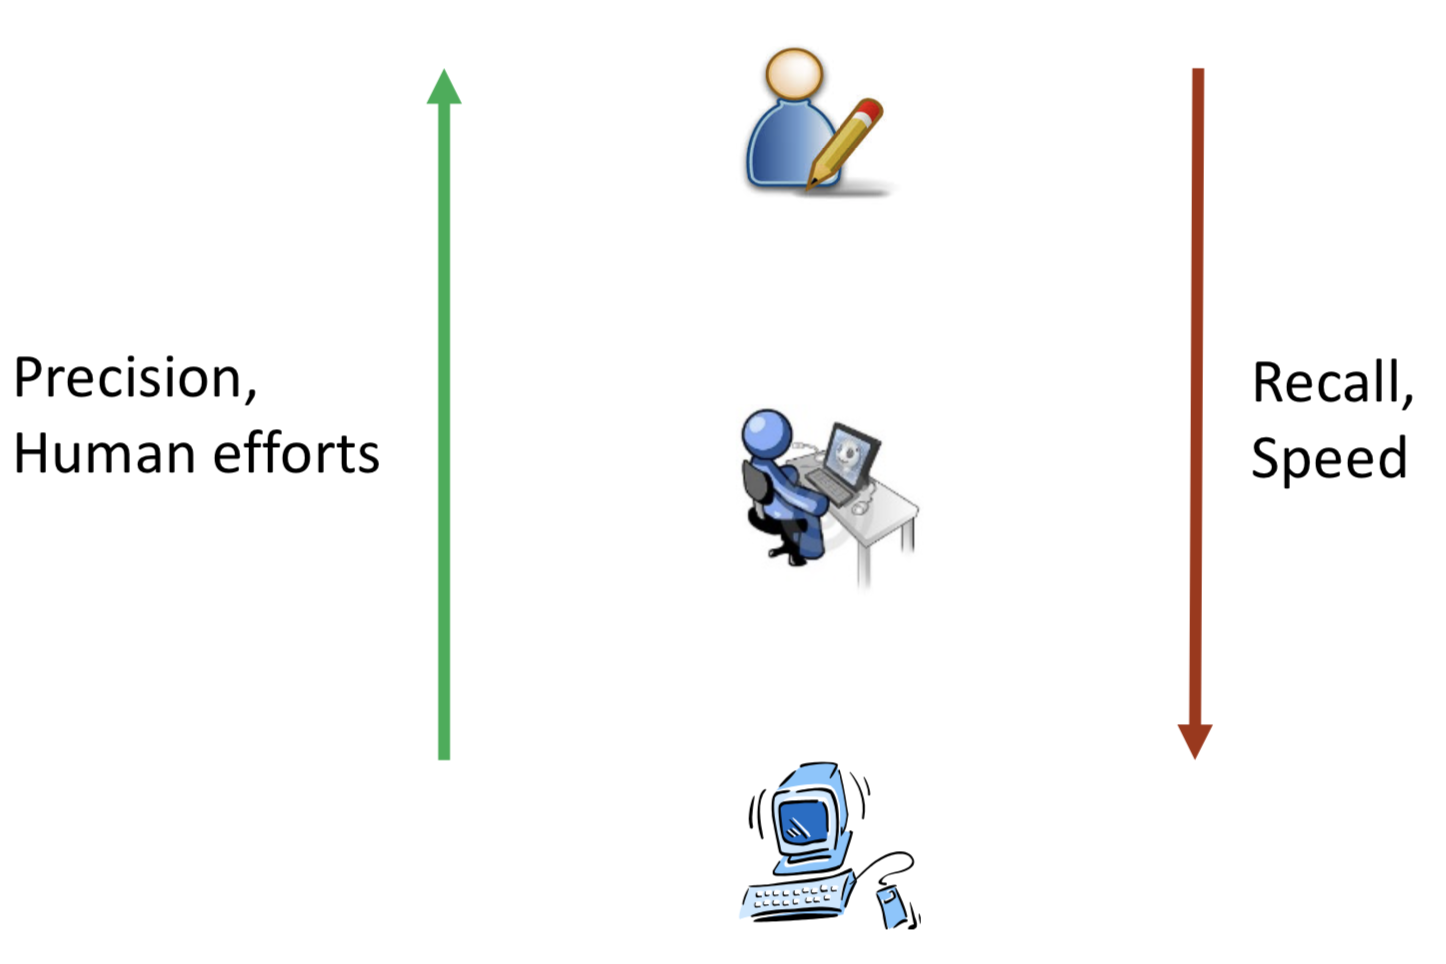 Precision,
Human efforts
Recall,
Speed